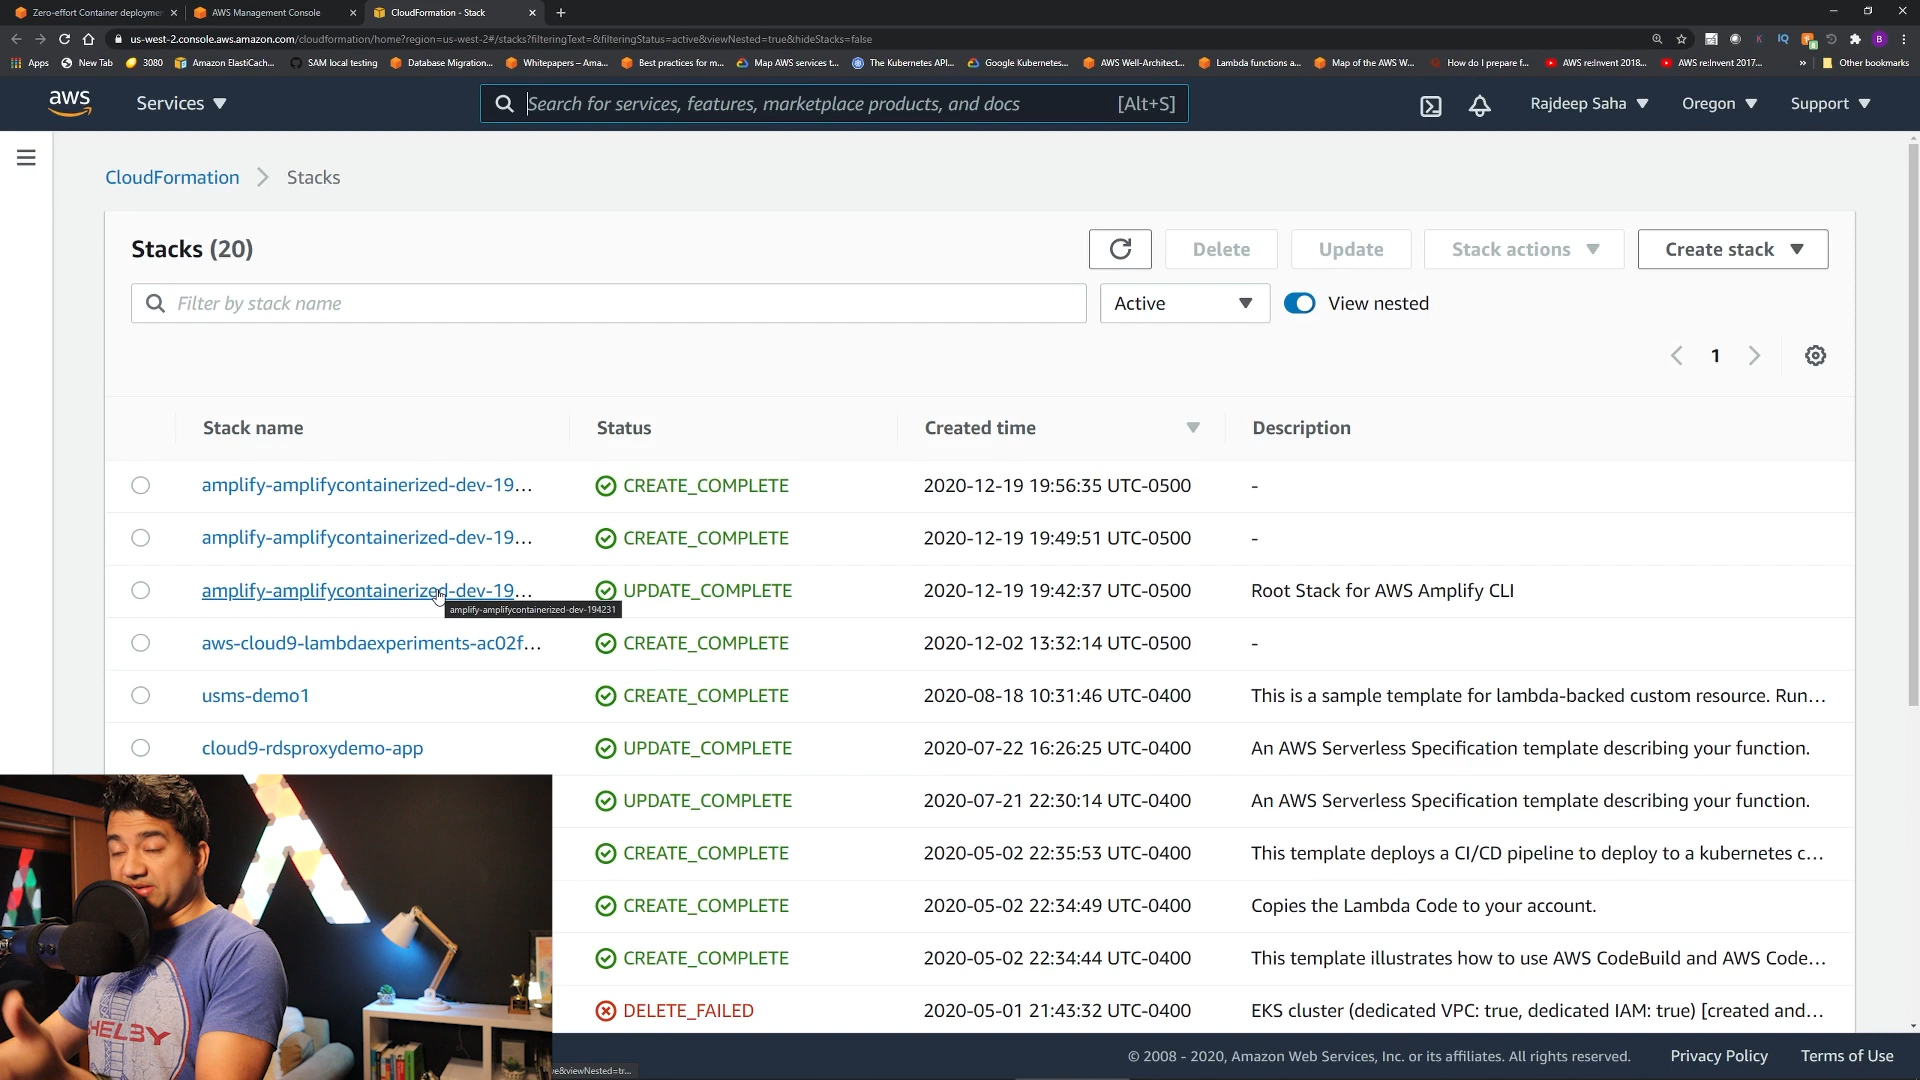 Zero-effort Container deployme
AWS Management Console
CloudFormation - Stack
us-west-2.console.aws.amazon.com/cloudformation/home?region=us-west-2#/stacks?filteringText=&filteringStatus=active&viewNested=true&hideStacks=false
Apps
New Tab
3080
Amazon ElastiCach...
SAM local testing
Database Migration...
Whitepapers – Ama...
Best practices for m...
Map AWS services t...
The Kubernetes API...
Google Kubernetes...
AWS Well-Architect...
Lambda functions a...
Map of the AWS W...
How do I prepare f...
AWS re:Invent 2018...
AWS re:Invent 2017...
Other bookmarks
aws
Services
Search for services, features, marketplace products, and docs [Alt+S]
Rajdeep Saha
Oregon
Support
CloudFormation > Stacks
Stacks (20)
Delete
Update
Stack actions
Create stack
Filter by stack name
Active
View nested
1
Stack name Status Created time Description
amplify-amplifycontainerized-dev-19... CREATE_COMPLETE 2020-12-19 19:56:35 UTC-0500 -
amplify-amplifycontainerized-dev-19... CREATE_COMPLETE 2020-12-19 19:49:51 UTC-0500 -
amplify-amplifycontainerized-dev-19... UPDATE_COMPLETE 2020-12-19 19:42:37 UTC-0500 Root Stack for AWS Amplify CLI
amplify-amplifycontainerized-dev-194231
aws-cloud9-lambdaexperiments-ac02f... CREATE_COMPLETE 2020-12-02 13:32:14 UTC-0500 -
usms-demo1 CREATE_COMPLETE 2020-08-18 10:31:46 UTC-0400 This is a sample template for lambda-backed custom resource. Run...
cloud9-rdsproxydemo-app UPDATE_COMPLETE 2020-07-22 16:26:25 UTC-0400 An AWS Serverless Specification template describing your function.
UPDATE_COMPLETE 2020-07-21 22:30:14 UTC-0400 An AWS Serverless Specification template describing your function.
CREATE_COMPLETE 2020-05-02 22:35:53 UTC-0400 This template deploys a CI/CD pipeline to deploy to a kubernetes c...
CREATE_COMPLETE 2020-05-02 22:34:49 UTC-0400 Copies the Lambda Code to your account.
CREATE_COMPLETE 2020-05-02 22:34:44 UTC-0400 This template illustrates how to use AWS CodeBuild and AWS Code...
DELETE_FAILED 2020-05-01 21:43:32 UTC-0400 EKS cluster (dedicated VPC: true, dedicated IAM: true) [created and...
SHELBY
© 2008 - 2020, Amazon Web Services, Inc. or its affiliates. All rights reserved.
Privacy Policy
Terms of Use
ve&viewNested=tr...